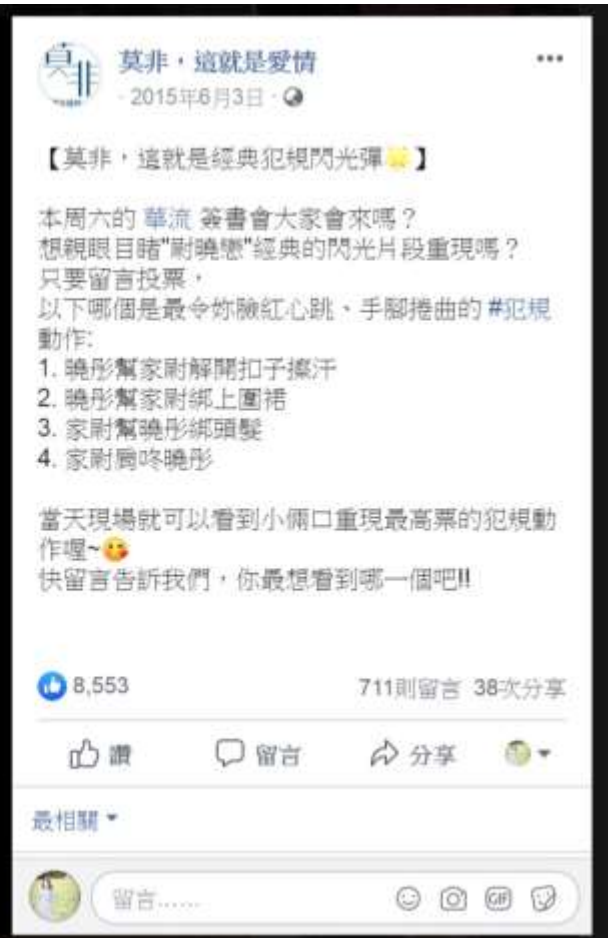 莫非，這就是愛情
· 2015年6月3日 ·
【莫非，這就是經典犯規閃光彈🌟】
本周六的 華流 簽書會大家會來嗎？
想親眼目睹"尉曉戀"經典的閃光片段重現嗎？
只要留言投票，
以下哪個是最令妳臉紅心跳、手腳捲曲的 #犯規
動作:
1. 曉彤幫家尉解開扣子擦汗
2. 曉彤幫家尉綁上圍裙
3. 家尉幫曉彤綁頭髮
4. 家尉肩咚曉彤
當天現場就可以看到小倆口重現最高票的犯規動
作喔~😋
快留言告訴我們，你最想看到哪一個吧!!
8,553
711則留言 38次分享
讚 留言 分享
最相關
留言......
GIF